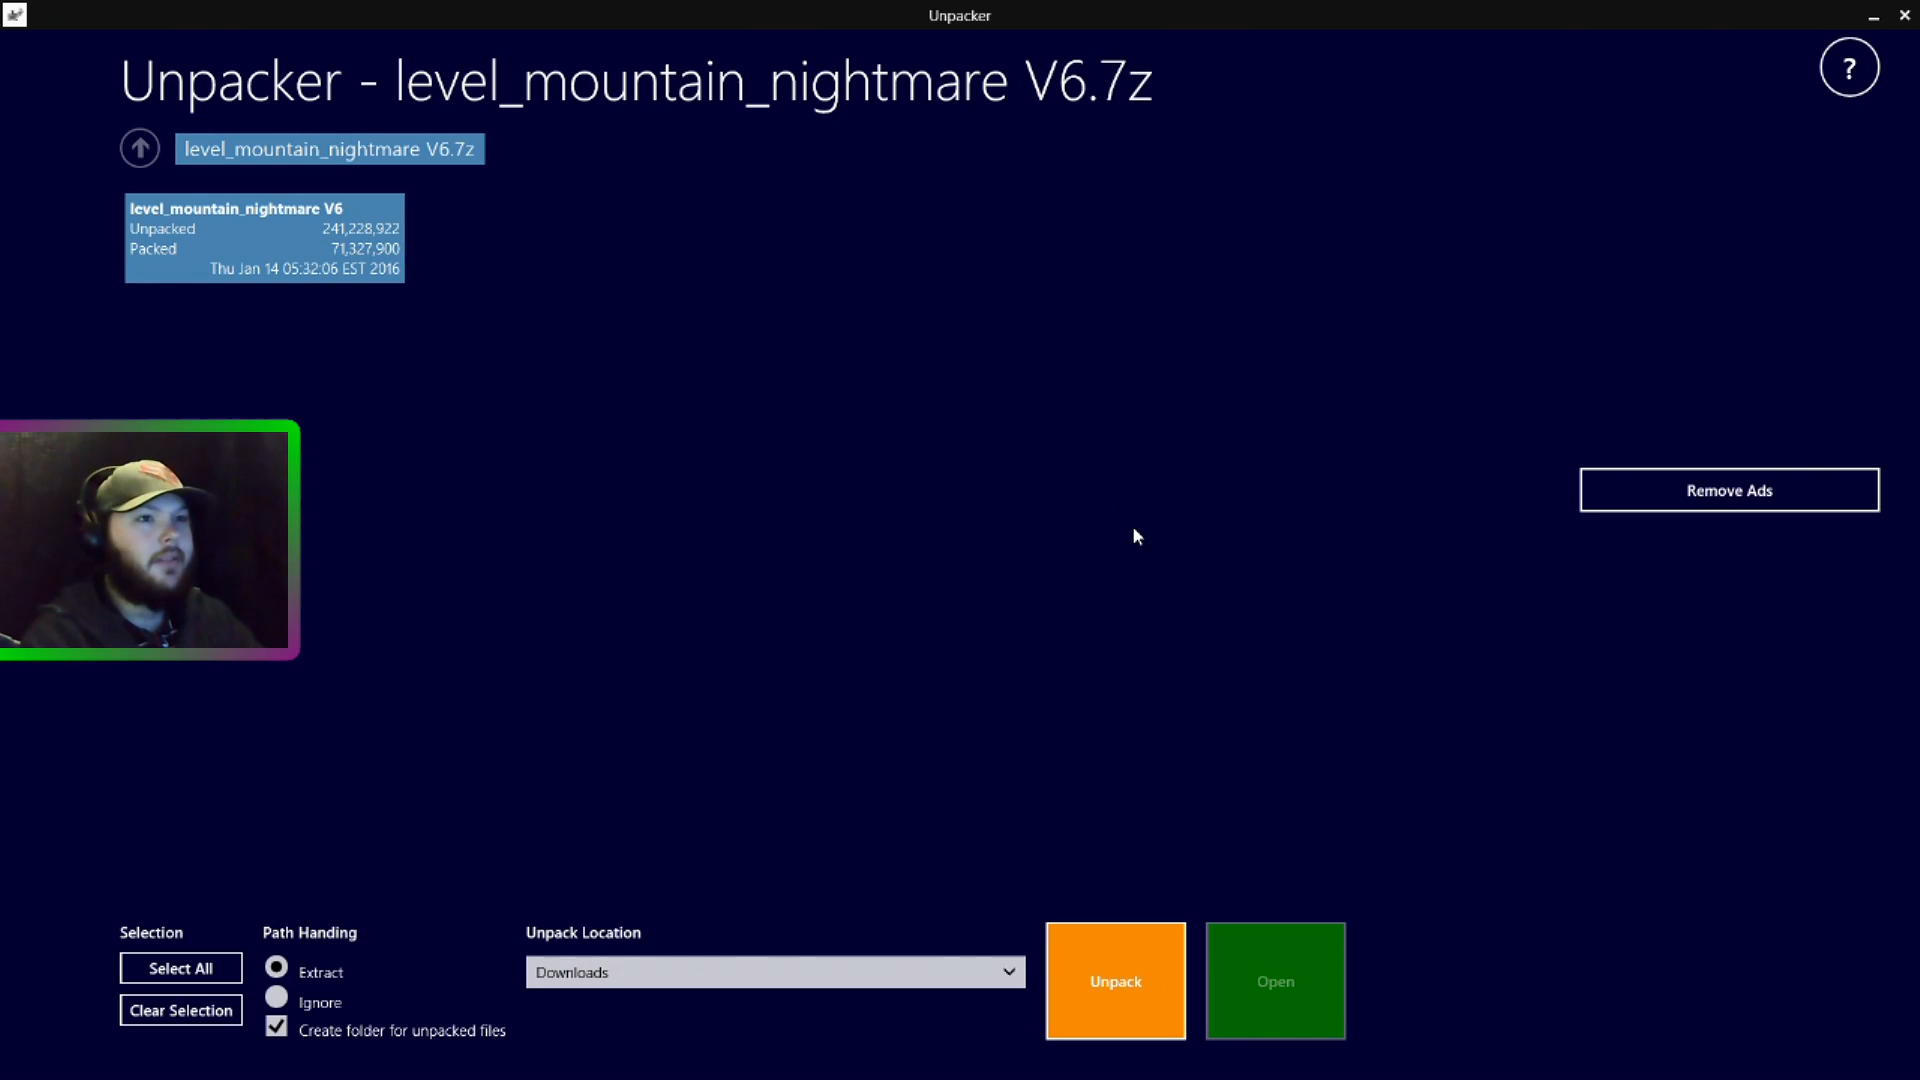 Unpacker
Unpacker - level_mountain_nightmare V6.7z
?
level_mountain_nightmare V6.7z
level_mountain_nightmare V6
Unpacked 241,228,922
Packed 71,327,900
Thu Jan 14 05:32:06 EST 2016
Remove Ads
Selection
Select All
Clear Selection
Path Handing
Extract
Ignore
Create folder for unpacked files
Unpack Location
Downloads
Unpack
Open